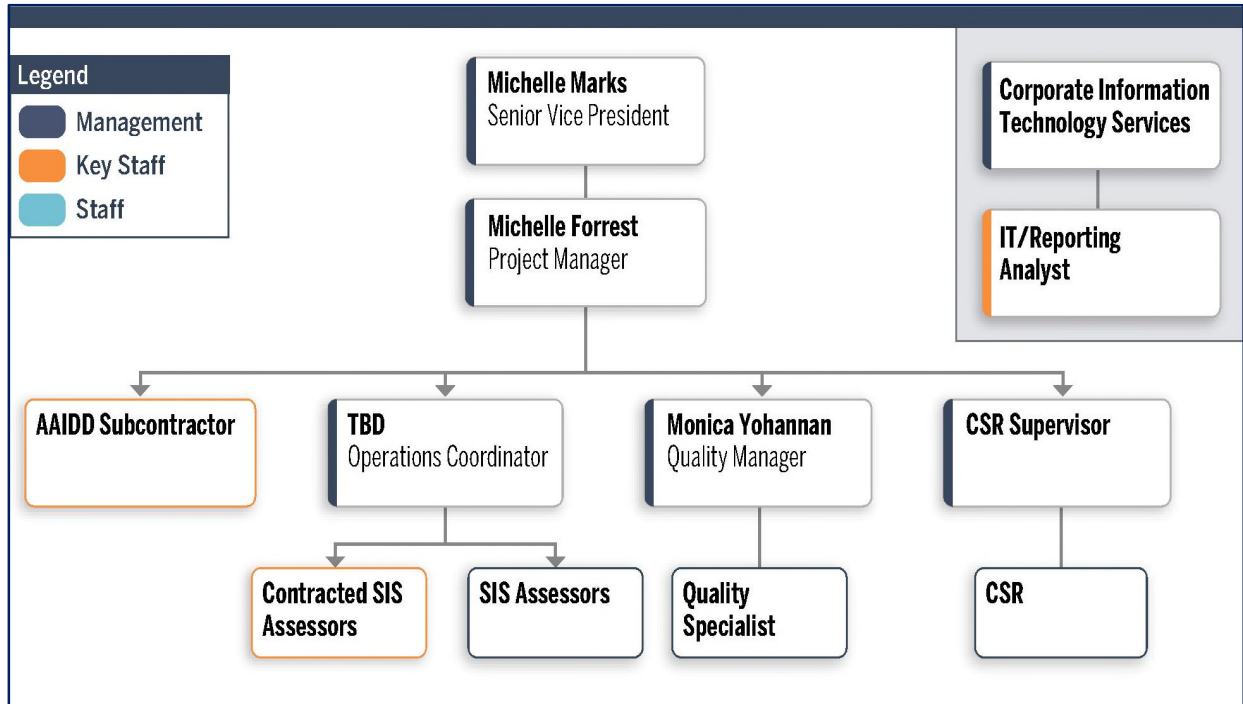 Legend
Management
Key Staff
Staff
Michelle Marks
Senior Vice President
Michelle Forrest
Project Manager
Corporate Information
Technology Services
IT/Reporting
Analyst
AAIDD Subcontractor
TBD
Operations Coordinator
Monica Yohannan
Quality Manager
CSR Supervisor
Contracted SIS
Assessors
SIS Assessors
Quality
Specialist
CSR